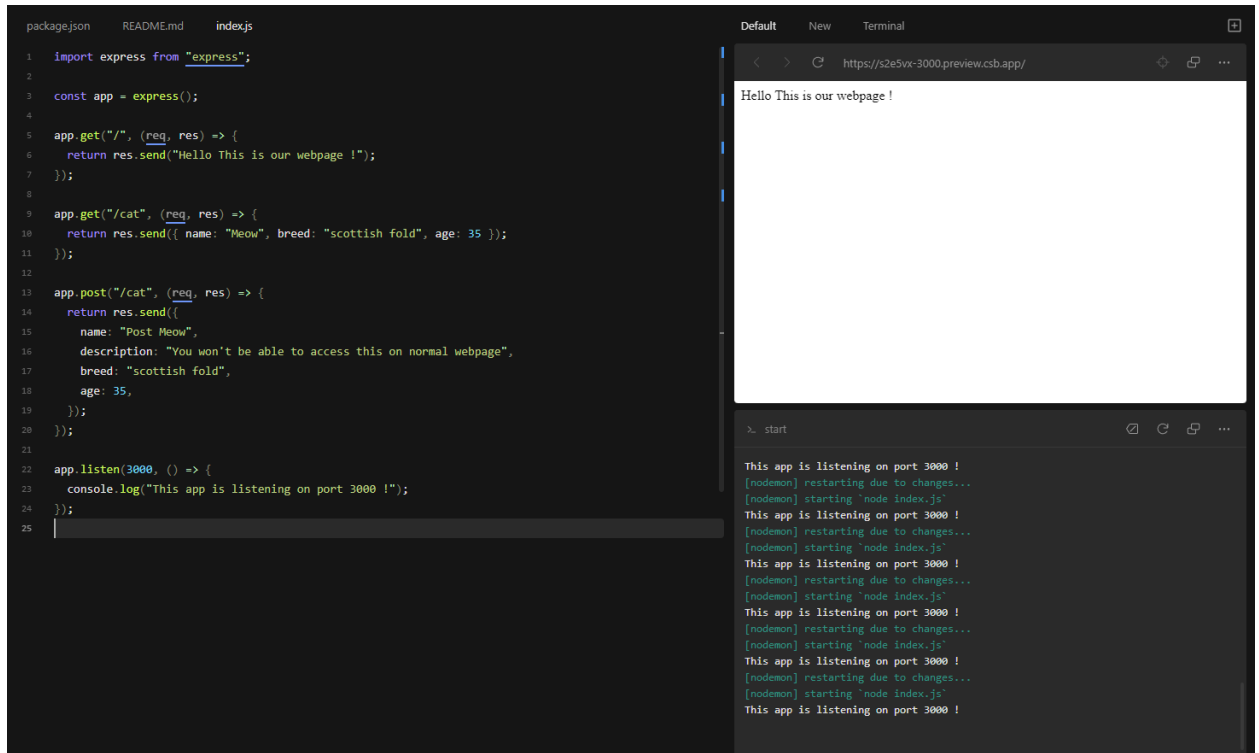 package.json README.md index.js
1 import express from "express";
2
3 const app = express();
4
5 app.get("/", (req, res) => {
6 return res.send("Hello This is our webpage !");
7 });
8
9 app.get("/cat", (req, res) => {
10 return res.send({ name: "Meow", breed: "scottish fold", age: 35 });
11 });
12
13 app.post("/cat", (req, res) => {
14 return res.send({
15 name: "Post Meow",
16 description: "You won't be able to access this on normal webpage",
17 breed: "scottish fold",
18 age: 35,
19 });
20 });
21
22 app.listen(3000, () => {
23 console.log("This app is listening on port 3000 !");
24 });
25
Default New Terminal
https://s2e5vx-3000.preview.csb.app/
Hello This is our webpage !
start
This app is listening on port 3000 !
[nodemon] restarting due to changes...
[nodemon] starting `node index.js`
This app is listening on port 3000 !
[nodemon] restarting due to changes...
[nodemon] starting `node index.js`
This app is listening on port 3000 !
[nodemon] restarting due to changes...
[nodemon] starting `node index.js`
This app is listening on port 3000 !
[nodemon] restarting due to changes...
[nodemon] starting `node index.js`
This app is listening on port 3000 !
[nodemon] restarting due to changes...
[nodemon] starting `node index.js`
This app is listening on port 3000 !